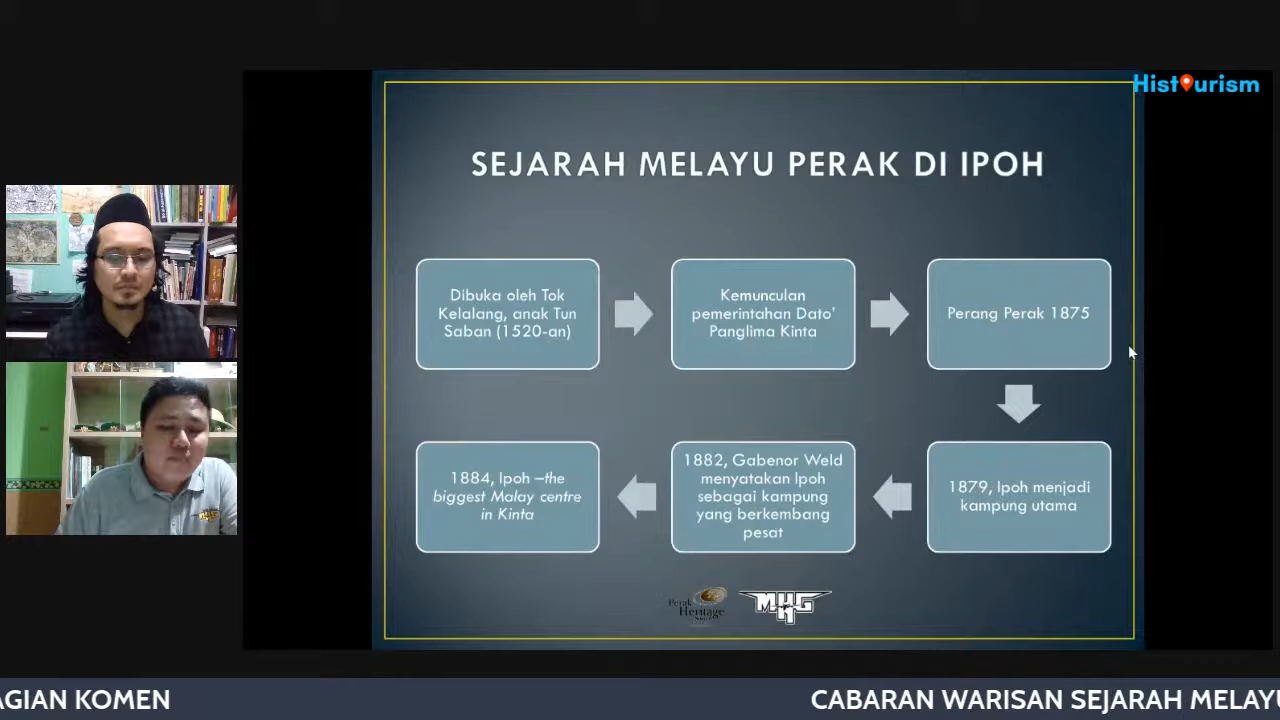 Histourism
SEJARAH MELAYU PERAK DI IPOH
Dibuka oleh Tok
Kelalang, anak Tun
Saban (1520-an)
Kemunculan
pemerintahan Dato'
Panglima Kinta
Perang Perak 1875
1879, Ipoh menjadi
kampung utama
1882, Gabenor Weld
menyatakan Ipoh
sebagai kampung
yang berkembang
pesat
1884, Ipoh –the
biggest Malay centre
in Kinta
Perak
Heritage
Society
MKG
AGIAN KOMEN
CABARAN WARISAN SEJARAH MELAYU